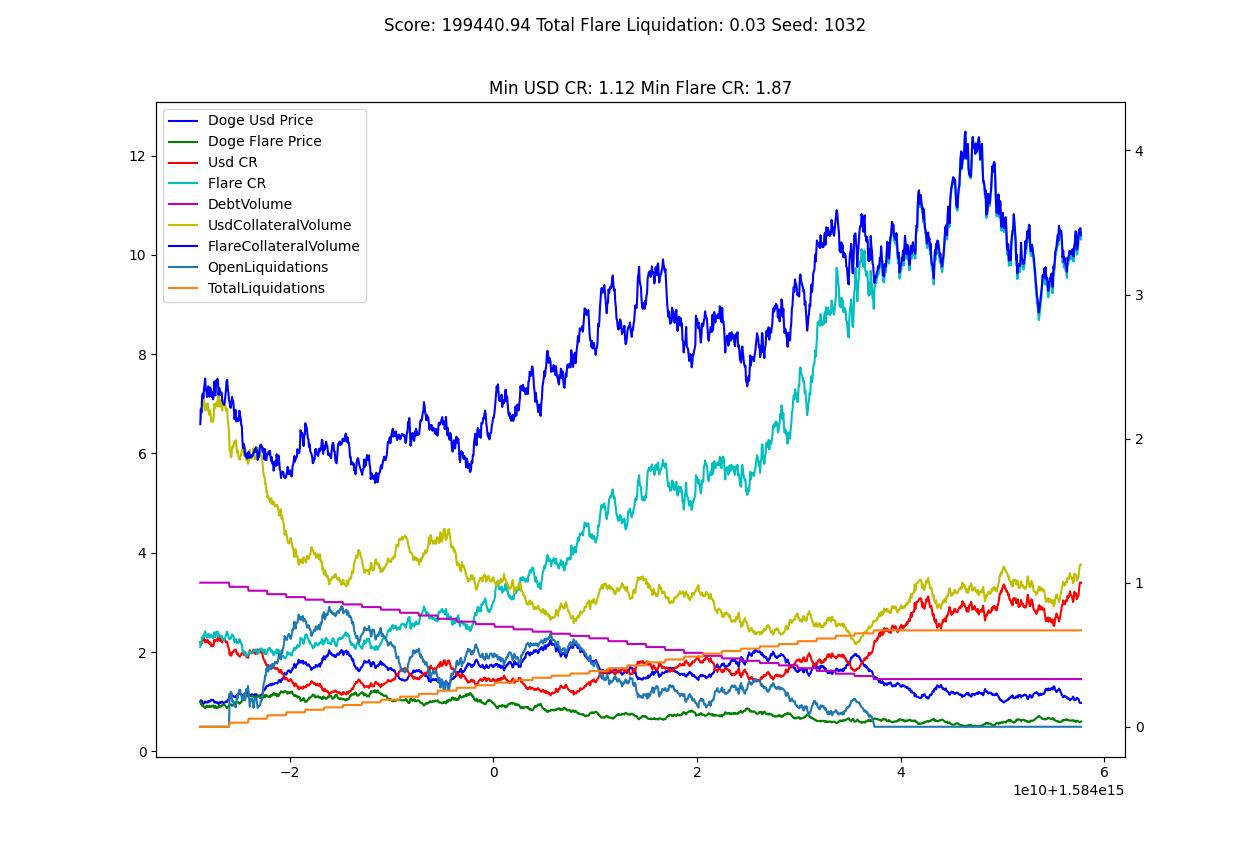 Score: 199440.94 Total Flare Liquidation: 0.03 Seed: 1032
Min USD CR: 1.12 Min Flare CR: 1.87
Doge Usd Price
Doge Flare Price
Usd CR
Flare CR
DebtVolume
UsdCollateralVolume
FlareCollateralVolume
OpenLiquidations
TotalLiquidations
12
10
8
6
4
2
0
4
3
2
1
0
−2 0 2 4 6
1e10+1.584e15